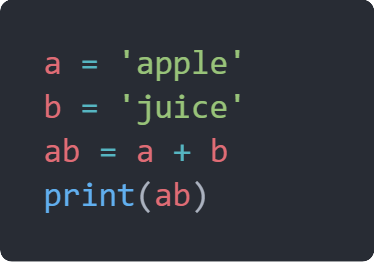 a = 'apple'
b = 'juice'
ab = a + b
print(ab)